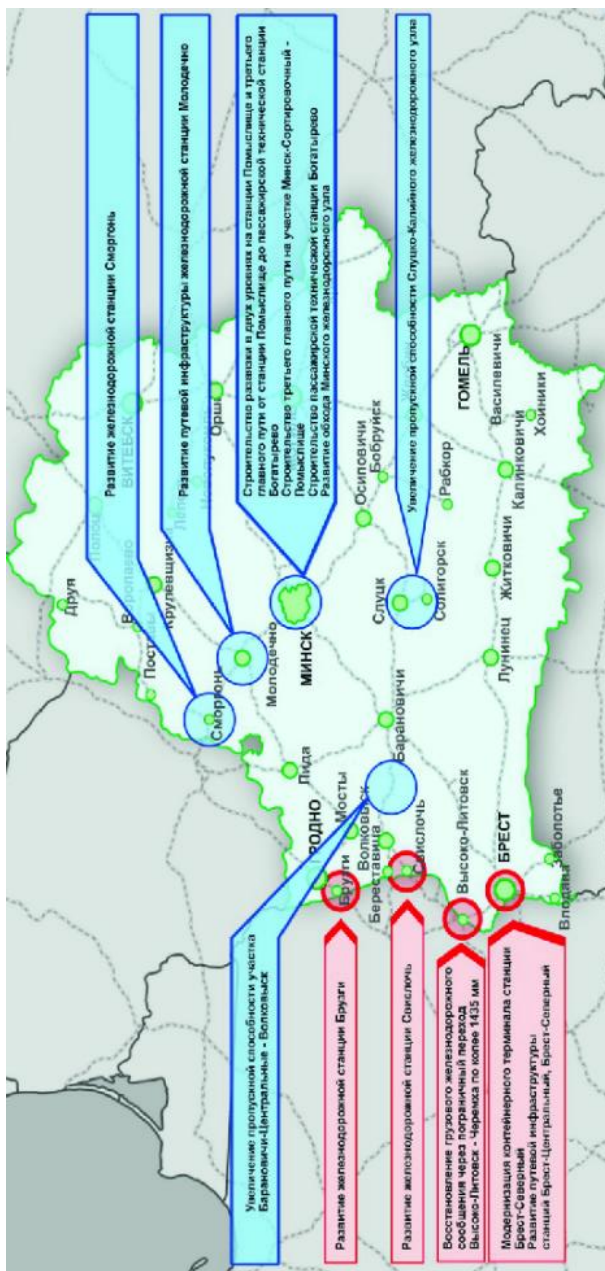 Развитие железнодорожной станции Сморгонь
Развитие путевой инфраструктуры железнодорожной станции Молодечно
Строительство развязки в двух уровнях на станции Помыслище и третьего
главного пути от станции Помыслище до пассажирской технической станции
Богатырево
Строительство третьего главного пути на участке Минск-Сортировочный -
Помыслище
Строительство пассажирской технической станции Богатырево
Развитие обхода Минского железнодорожного узла
Увеличение пропускной способности Слуцко-Калийного железнодорожного узла
Увеличение пропускной способности участка
Барановичи-Центральные - Волковыск
Развитие железнодорожной станции Брузги
Развитие железнодорожной станции Свислочь
Восстановление грузового железнодорожного
сообщения через пограничный переход
Высоко-Литовск - Черемха по колее 1435 мм
Модернизация контейнерного терминала станции
Брест-Северный
Развитие путевой инфраструктуры
станций Брест-Центральный, Брест-Северный
Друя
Полоцк
ВИТЕБСК
Воропаево
Поставы
Крулевщизна
Орша
Сморгонь
Молодечно
МИНСК
Лида
Мосты
ГРОДНО
Брузги
Волковыск
Берестовица
Свислочь
Барановичи
Осиповичи
Бобруйск
Слуцк
Солигорск
Рабкор
ГОМЕЛЬ
Василевичи
Хойники
Калинковичи
Житковичи
Лунинец
Высоко-Литовск
БРЕСТ
Влодава
Заболотье